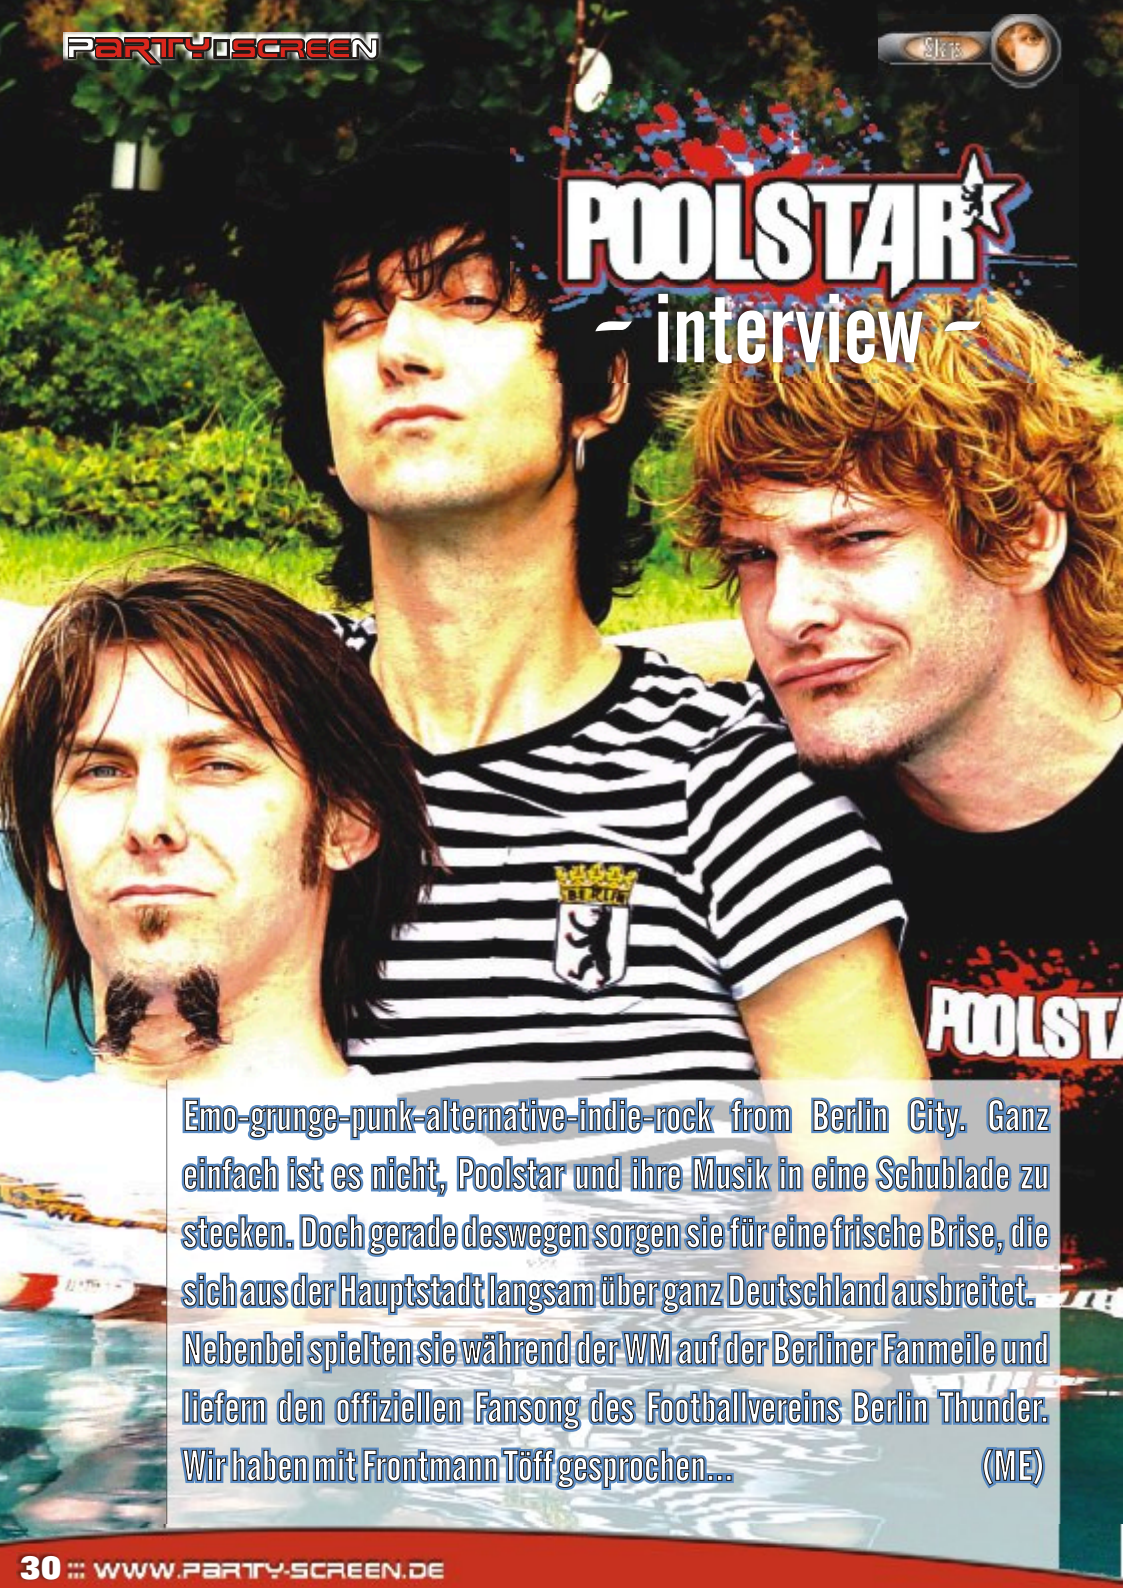 PARTY SCREEN
Stars
POOLSTAR
- interview -
BERLIN
POOLSTA
Emo-grunge-punk-alternative-indie-rock from Berlin City. Ganz
einfach ist es nicht, Poolstar und ihre Musik in eine Schublade zu
stecken. Doch gerade deswegen sorgen sie für eine frische Brise, die
sich aus der Hauptstadt langsam über ganz Deutschland ausbreitet.
Nebenbei spielten sie während der WM auf der Berliner Fanmeile und
liefern den offiziellen Fansong des Footballvereins Berlin Thunder.
Wir haben mit Frontmann Töff gesprochen... (ME)
30 ::: WWW.PARTY-SCREEN.DE